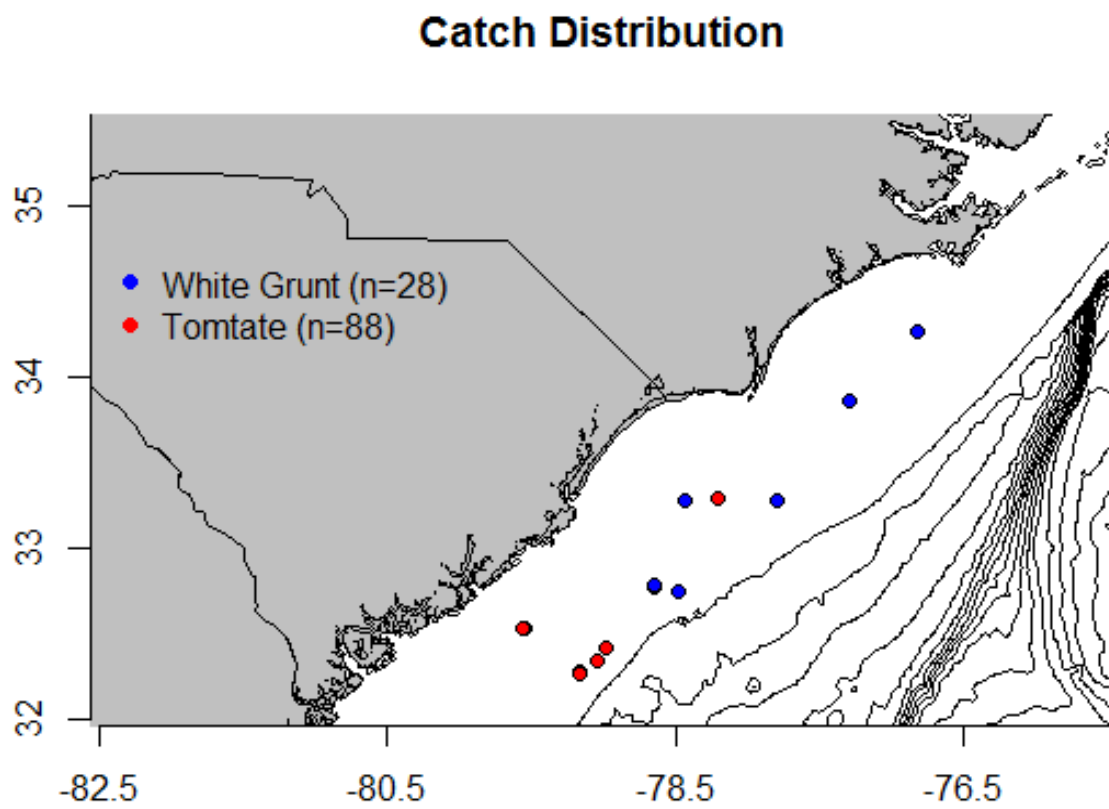 Catch Distribution
35
White Grunt (n=28)
Tomtate (n=88)
34
33
32
-82.5 -80.5 -78.5 -76.5